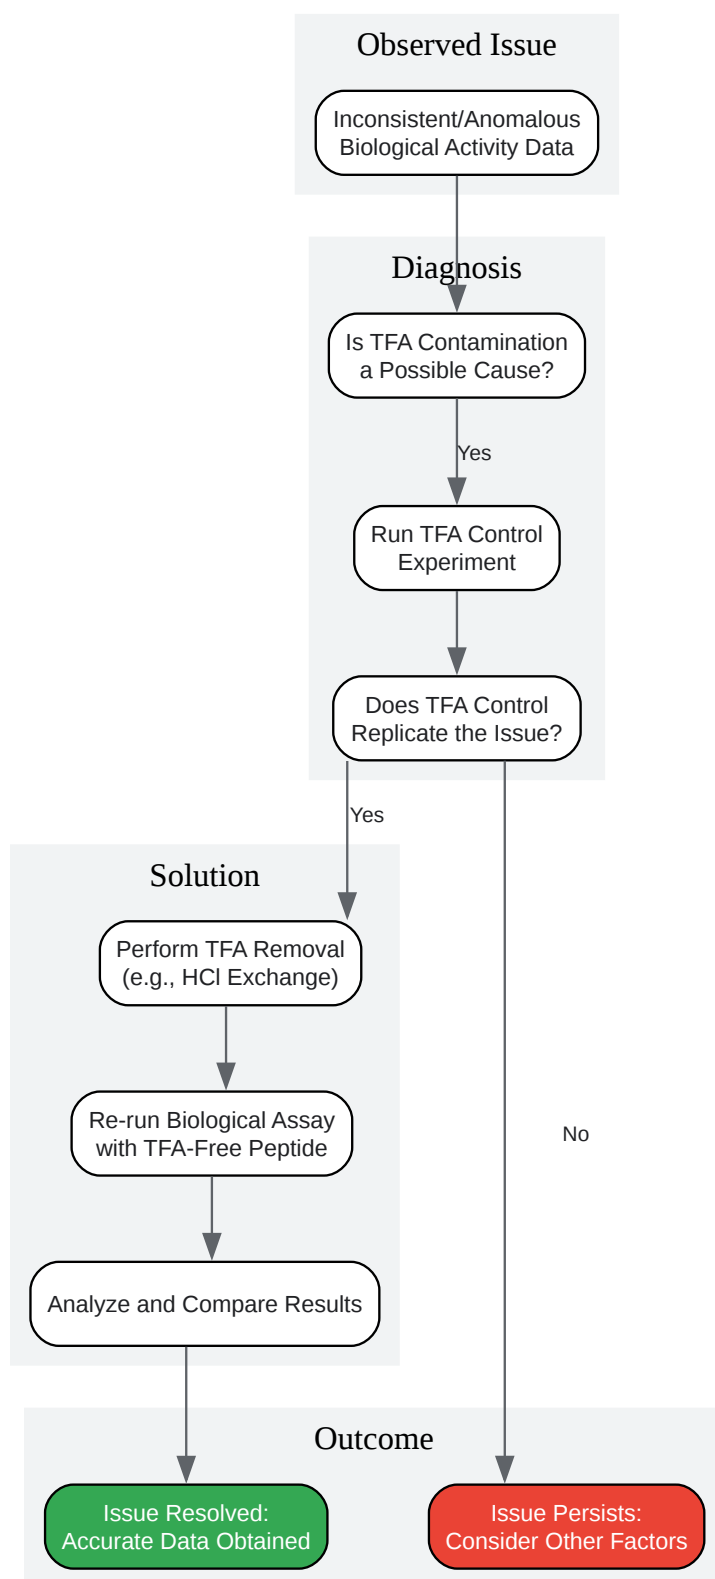 Observed Issue
Inconsistent/Anomalous
Biological Activity Data
Diagnosis
Is TFA Contamination
a Possible Cause?
Yes
Run TFA Control
Experiment
Does TFA Control
Replicate the Issue?
Yes
Solution
Perform TFA Removal
(e.g., HCl Exchange)
Re-run Biological Assay
with TFA-Free Peptide
No
Analyze and Compare Results
Outcome
Issue Resolved:
Accurate Data Obtained
Issue Persists:
Consider Other Factors